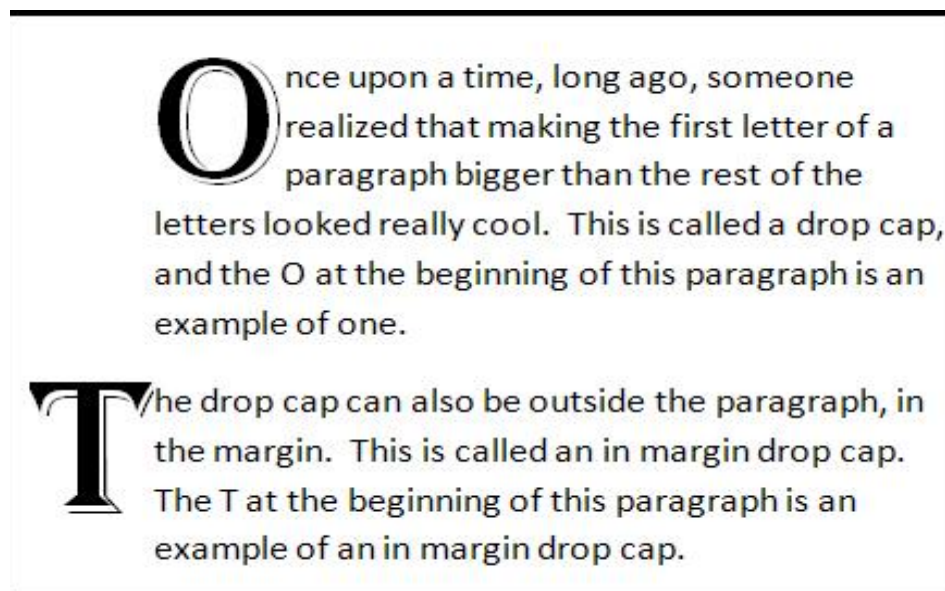 Once upon a time, long ago, someone
realized that making the first letter of a
paragraph bigger than the rest of the
letters looked really cool.  This is called a drop cap,
and the O at the beginning of this paragraph is an
example of one.
The drop cap can also be outside the paragraph, in
the margin.  This is called an in margin drop cap.
The T at the beginning of this paragraph is an
example of an in margin drop cap.